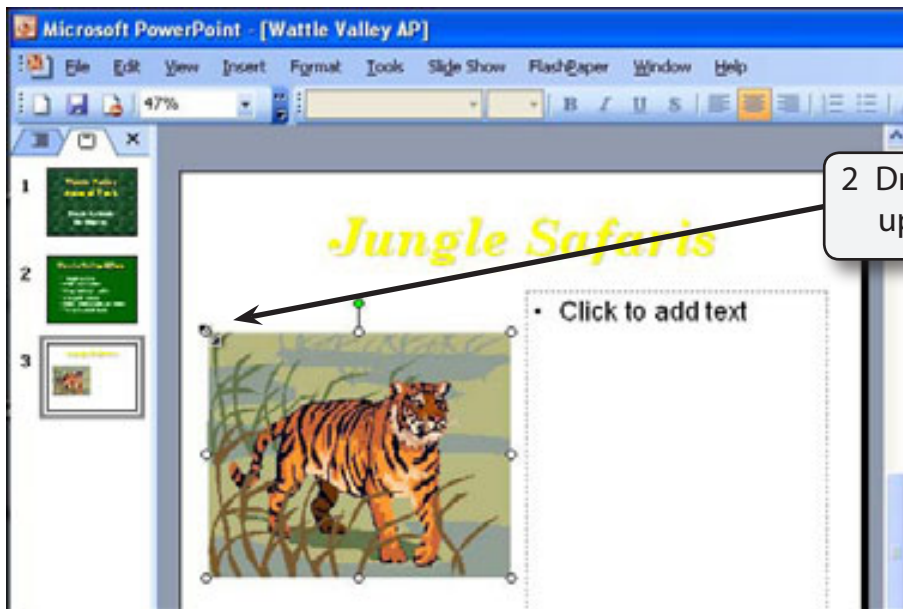 Microsoft PowerPoint - [Wattle Valley AP]
File Edit View Insert Format Tools Slide Show FlashPaper Window Help
47% B I U S
1
2
3
Jungle Safaris
• Click to add text
2 Dr
up